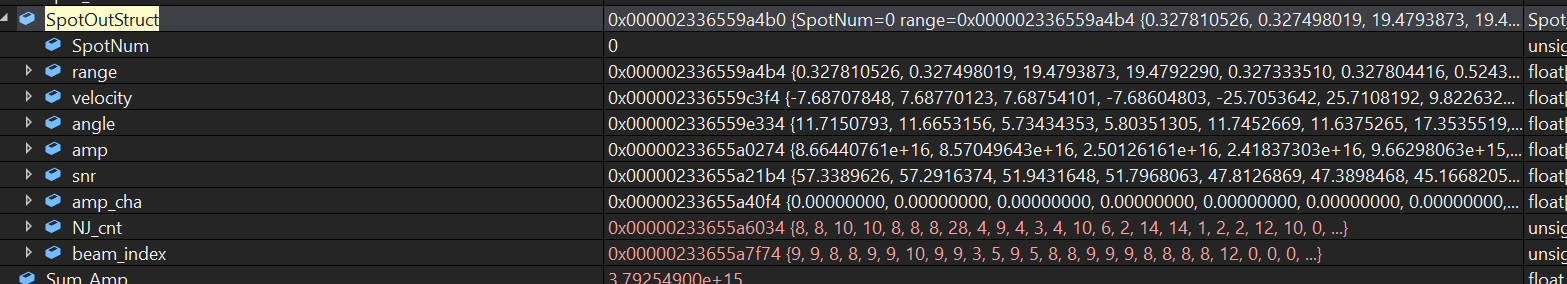 SpotOutStruct 0x000002336559a4b0 {SpotNum=0 range=0x000002336559a4b4 {0.327810526, 0.327498019, 19.4793873, 19.4... Spot_
SpotNum 0 unsig
range 0x000002336559a4b4 {0.327810526, 0.327498019, 19.4793873, 19.4792290, 0.327333510, 0.327804416, 0.5243... float[
velocity 0x000002336559c3f4 {-7.68707848, 7.68770123, 7.68754101, -7.68604803, -25.7053642, 25.7108192, 9.822632... float[
angle 0x000002336559e334 {11.7150793, 11.6653156, 5.73434353, 5.80351305, 11.7452669, 11.6375265, 17.3535519,... float[
amp 0x00000233655a0274 {8.66440761e+16, 8.57049643e+16, 2.50126161e+16, 2.41837303e+16, 9.66298063e+15,... float[
snr 0x00000233655a21b4 {57.3389626, 57.2916374, 51.9431648, 51.7968063, 47.8126869, 47.3898468, 45.1668205... float[
amp_cha 0x00000233655a40f4 {0.00000000, 0.00000000, 0.00000000, 0.00000000, 0.00000000, 0.00000000, 0.00000000,... float[
NJ_cnt 0x00000233655a6034 {8, 8, 10, 10, 8, 8, 8, 28, 4, 9, 4, 3, 4, 10, 6, 2, 14, 14, 1, 2, 2, 12, 10, 0, ...} unsig
beam_index 0x00000233655a7f74 {9, 9, 8, 8, 9, 9, 10, 9, 9, 3, 5, 9, 5, 8, 8, 9, 9, 9, 8, 8, 8, 8, 12, 0, 0, 0, ...} unsig
Sum_Amp 3.79254900e+15 float